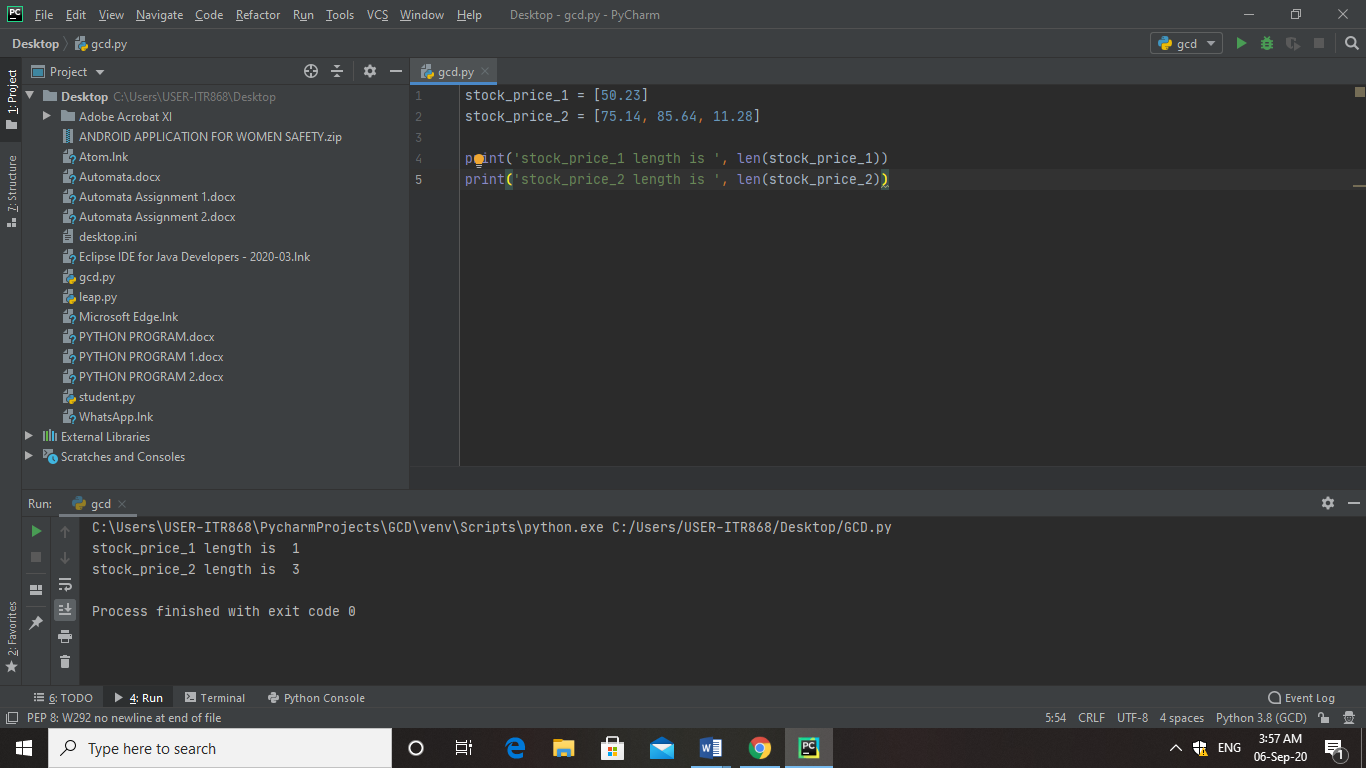 PC File Edit View Navigate Code Refactor Run Tools VCS Window Help Desktop - gcd.py - PyCharm
Desktop gcd.py gcd
1: Project
Project
gcd.py
Desktop C:\Users\USER-ITR868\Desktop
Adobe Acrobat XI
ANDROID APPLICATION FOR WOMEN SAFETY.zip
Atom.lnk
Automata.docx
Automata Assignment 1.docx
Automata Assignment 2.docx
desktop.ini
Eclipse IDE for Java Developers - 2020-03.lnk
gcd.py
leap.py
Microsoft Edge.lnk
PYTHON PROGRAM.docx
PYTHON PROGRAM 1.docx
PYTHON PROGRAM 2.docx
student.py
WhatsApp.lnk
External Libraries
Scratches and Consoles
7: Structure
1 stock_price_1 = [50.23]
2 stock_price_2 = [75.14, 85.64, 11.28]
3
4 print('stock_price_1 length is ', len(stock_price_1))
5 print('stock_price_2 length is ', len(stock_price_2))
Run: gcd
C:\Users\USER-ITR868\PycharmProjects\GCD\venv\Scripts\python.exe C:/Users/USER-ITR868/Desktop/GCD.py
stock_price_1 length is  1
stock_price_2 length is  3
Process finished with exit code 0
2: Favorites
6: TODO 4: Run Terminal Python Console Event Log
PEP 8: W292 no newline at end of file 5:54 CRLF UTF-8 4 spaces Python 3.8 (GCD)
Type here to search W PC ENG 3:57 AM
06-Sep-20 1